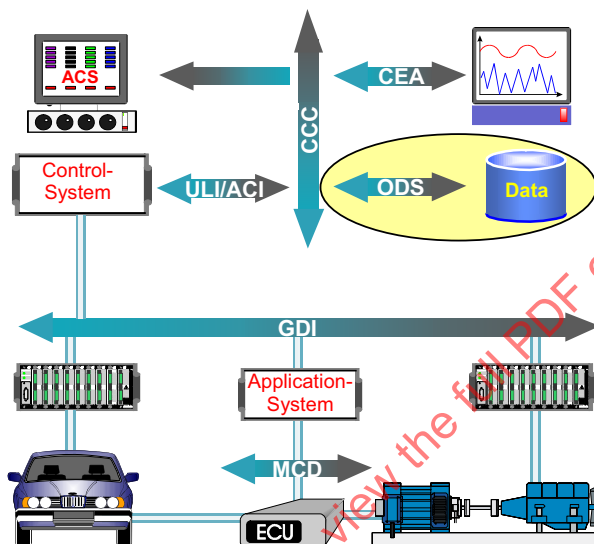 ACS
CEA
CCC
Control-
System
ULI/ACI
ODS
Data
GDI
Application-
System
MCD
ECU
view the full PDF